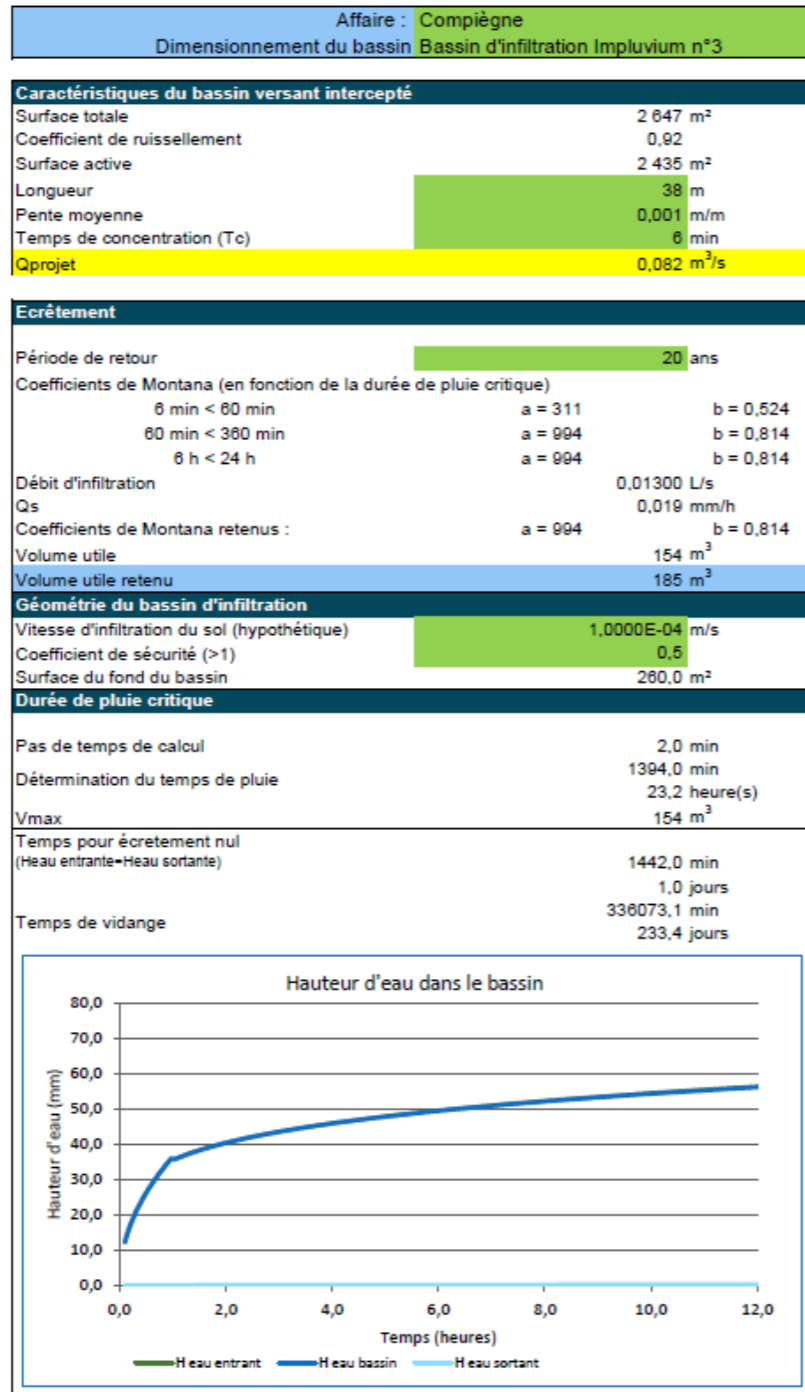 Affaire : Compiègne
Dimensionnement du bassin Bassin d'infiltration Impluvium n°3
Caractéristiques du bassin versant intercepté
Surface totale 2 647 m²
Coefficient de ruissellement 0,92
Surface active 2 435 m²
Longueur 38 m
Pente moyenne 0,001 m/m
Temps de concentration (Tc) 6 min
Qprojet 0,082 m³/s
Ecrêtement
Période de retour 20 ans
Coefficients de Montana (en fonction de la durée de pluie critique)
6 min < 60 min a = 311 b = 0,524
60 min < 360 min a = 994 b = 0,814
6 h < 24 h a = 994 b = 0,814
Débit d'infiltration 0,01300 L/s
Qs 0,019 mm/h
Coefficients de Montana retenus : a = 994 b = 0,814
Volume utile 154 m³
Volume utile retenu 185 m³
Géométrie du bassin d'infiltration
Vitesse d'infiltration du sol (hypothétique) 1,0000E-04 m/s
Coefficient de sécurité (>1) 0,5
Surface du fond du bassin 260,0 m²
Durée de pluie critique
Pas de temps de calcul 2,0 min
Détermination du temps de pluie 1394,0 min
23,2 heure(s)
Vmax 154 m³
Temps pour écretement nul
(Heau entrante=Heau sortante) 1442,0 min
1,0 jours
Temps de vidange 336073,1 min
233,4 jours
Hauteur d'eau dans le bassin
Hauteur d'eau (mm)
80,0
70,0
60,0
50,0
40,0
30,0
20,0
10,0
0,0
0,0 2,0 4,0 6,0 8,0 10,0 12,0
Temps (heures)
H eau entrant H eau bassin H eau sortant